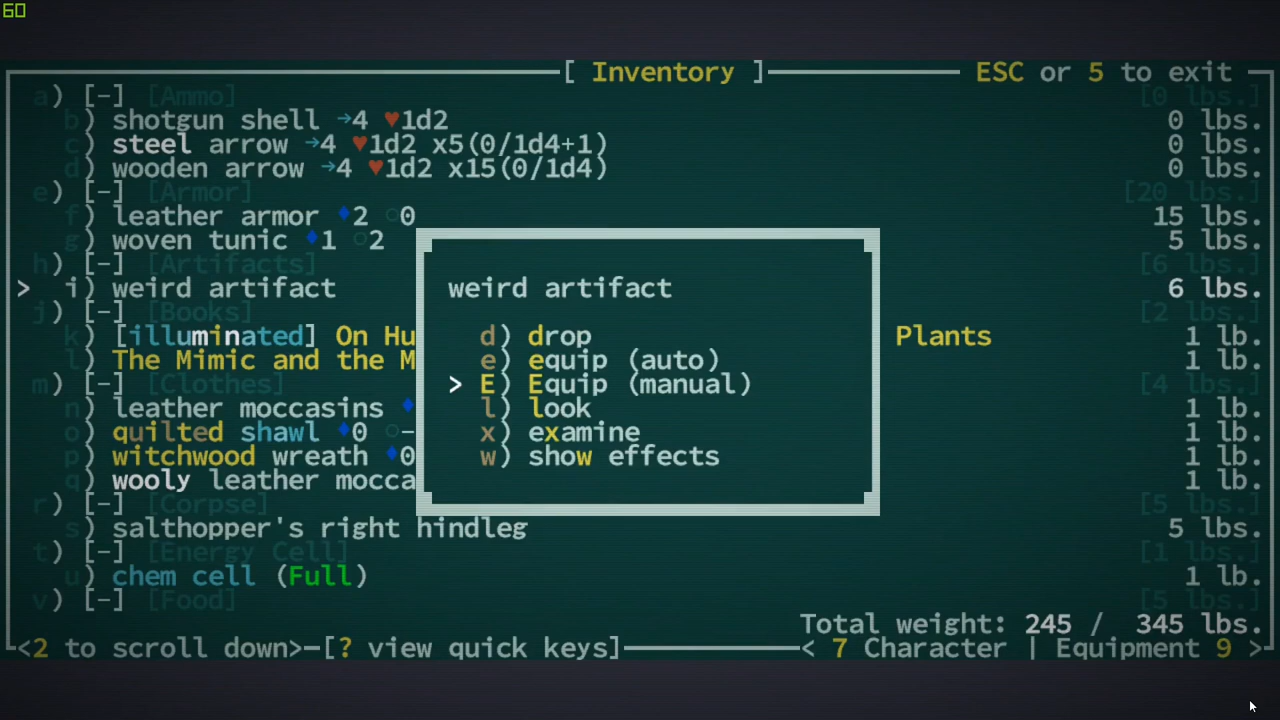 60
[ Inventory ] ESC or 5 to exit
a) [-] [Ammo] [0 lbs.]
b) shotgun shell →4 ♥1d2 0 lbs.
c) steel arrow →4 ♥1d2 x5(0/1d4+1) 0 lbs.
d) wooden arrow →4 ♥1d2 x15(0/1d4) 0 lbs.
e) [-] [Armor] [20 lbs.]
f) leather armor ♦2 ○0 15 lbs.
g) woven tunic ♦1 ○2 5 lbs.
h) [-] [Artifacts] [6 lbs.]
> i) weird artifact 6 lbs.
j) [-] [Books] [2 lbs.]
k) [illuminated] On Hu Plants 1 lb.
l) The Mimic and the M 1 lb.
m) [-] [Clothes] [4 lbs.]
n) leather moccasins ♦ 1 lb.
o) quilted shawl ♦0 ○- 1 lb.
p) witchwood wreath ♦0 1 lb.
q) wooly leather mocca 1 lb.
r) [-] [Corpse] [5 lbs.]
s) salthopper's right hindleg 5 lbs.
t) [-] [Energy Cell] [1 lbs.]
u) chem cell (Full) 1 lb.
v) [-] [Food] [5 lbs.]
weird artifact
d) drop
e) equip (auto)
> E) Equip (manual)
l) look
x) examine
w) show effects
Total weight: 245 / 345 lbs.
<2 to scroll down> [? view quick keys] < 7 Character | Equipment 9 >